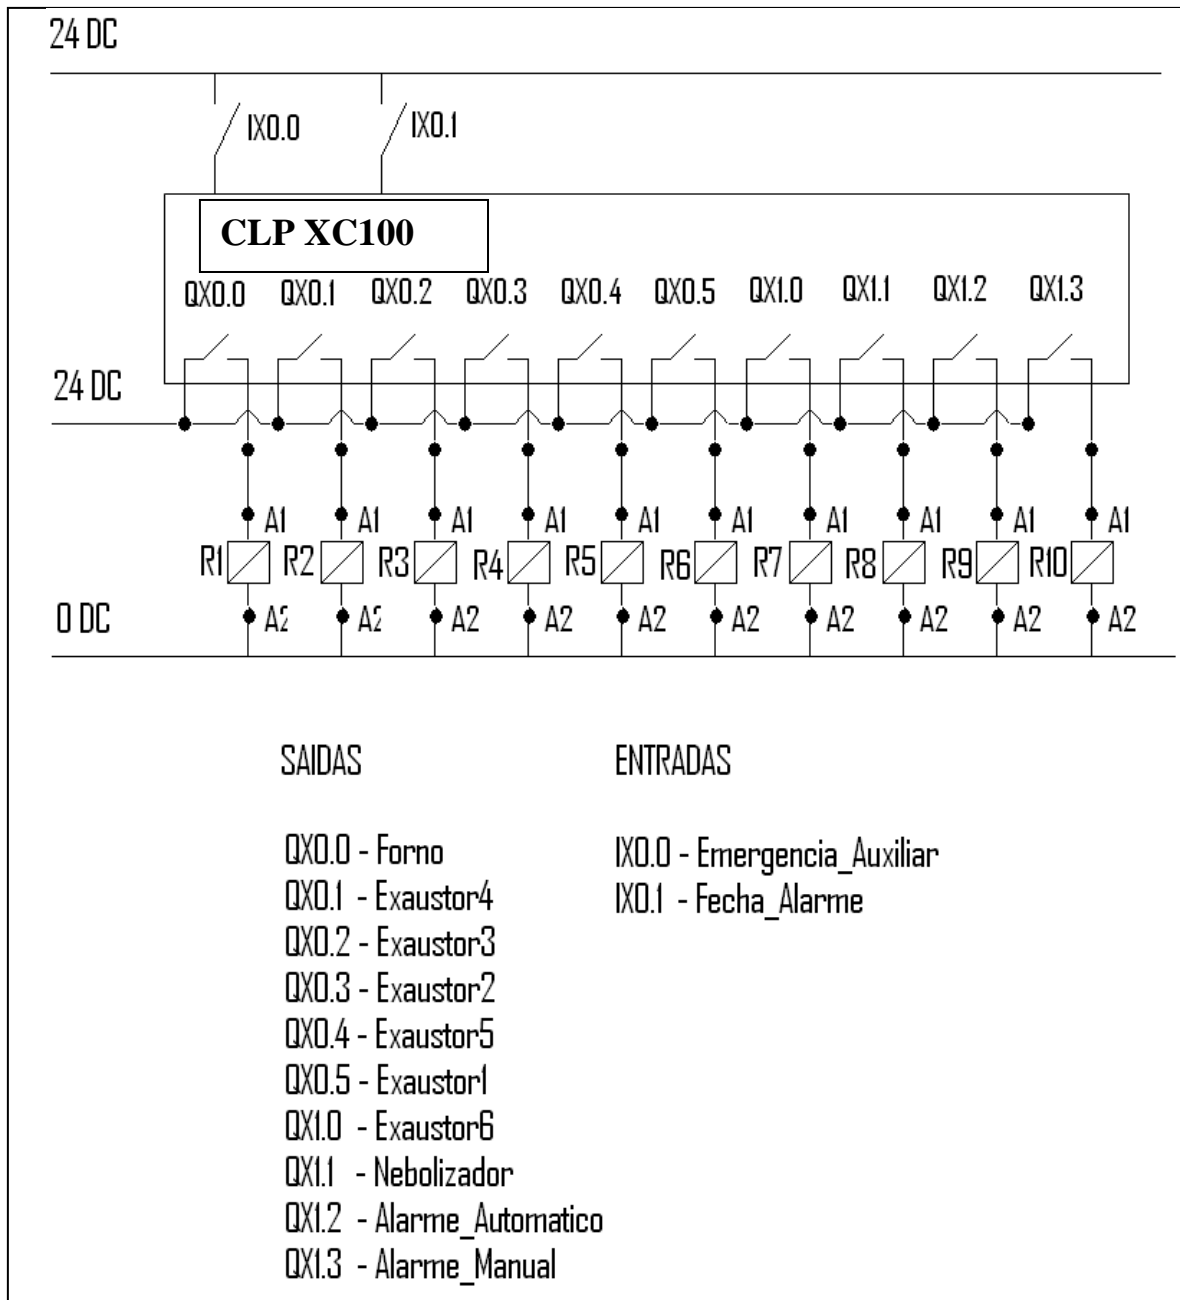 24 DC
IX0.0 IX0.1
CLP XC100
QX0.0 QX0.1 QX0.2 QX0.3 QX0.4 QX0.5 QX1.0 QX1.1 QX1.2 QX1.3
24 DC
A1 A1 A1 A1 A1 A1 A1 A1 A1 A1
R1 R2 R3 R4 R5 R6 R7 R8 R9 R10
0 DC A2 A2 A2 A2 A2 A2 A2 A2 A2 A2
SAIDAS ENTRADAS
QX0.0 - Forno IX0.0 - Emergencia_Auxiliar
QX0.1 - Exaustor4 IX0.1 - Fecha_Alarme
QX0.2 - Exaustor3
QX0.3 - Exaustor2
QX0.4 - Exaustor5
QX0.5 - Exaustor1
QX1.0 - Exaustor6
QX1.1 - Nebolizador
QX1.2 - Alarme_Automatico
QX1.3 - Alarme_Manual